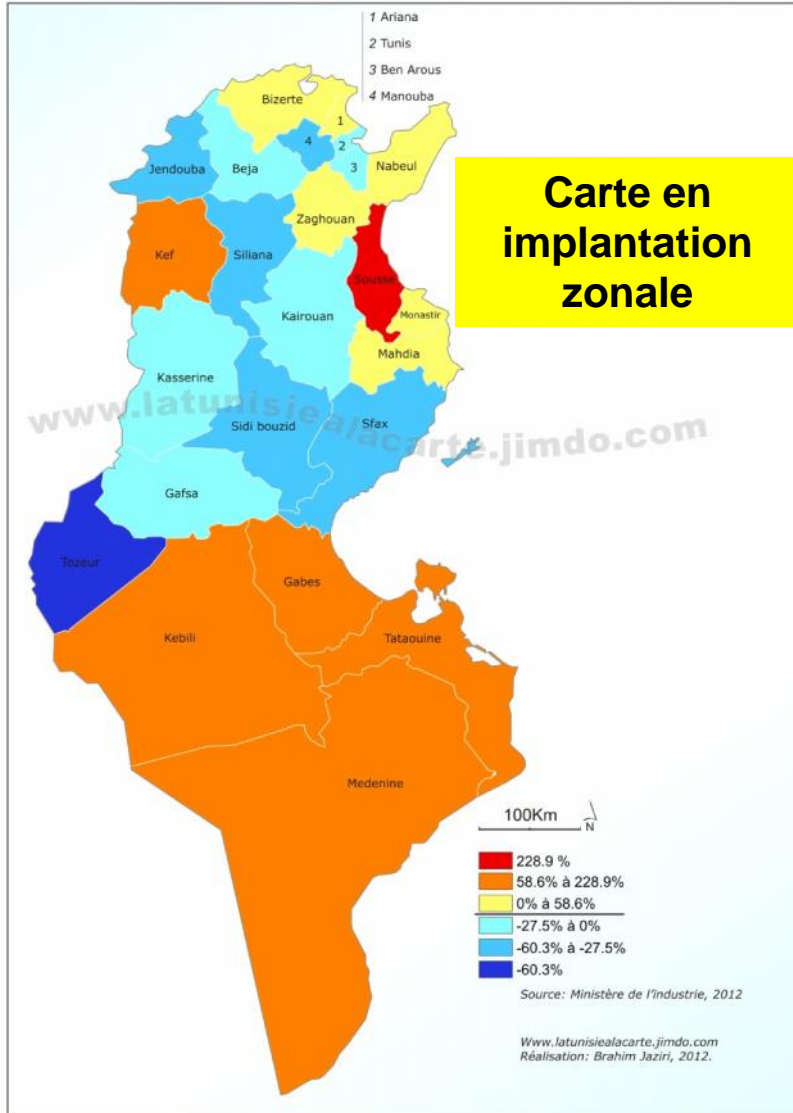 1 Ariana
2 Tunis
3 Ben Arous
4 Manouba
Bizerte
1
4
2
3
Jendouba
Beja
Nabeul
Carte en
implantation
zonale
Zaghouan
Kef
Siliana
Sousse
Kairouan
Monastir
Mahdia
Kasserine
www.latunisiealacarte.jimdo.com
Sidi bouzid
Sfax
Gafsa
Tozeur
Gabes
Kebili
Tataouine
Medenine
100Km
N
228.9 %
58.6% à 228.9%
0% à 58.6%
-27.5% à 0%
-60.3% à -27.5%
-60.3%
Source: Ministère de l'industrie, 2012
Www.latunisiealacarte.jimdo.com
Réalisation: Brahim Jaziri, 2012.